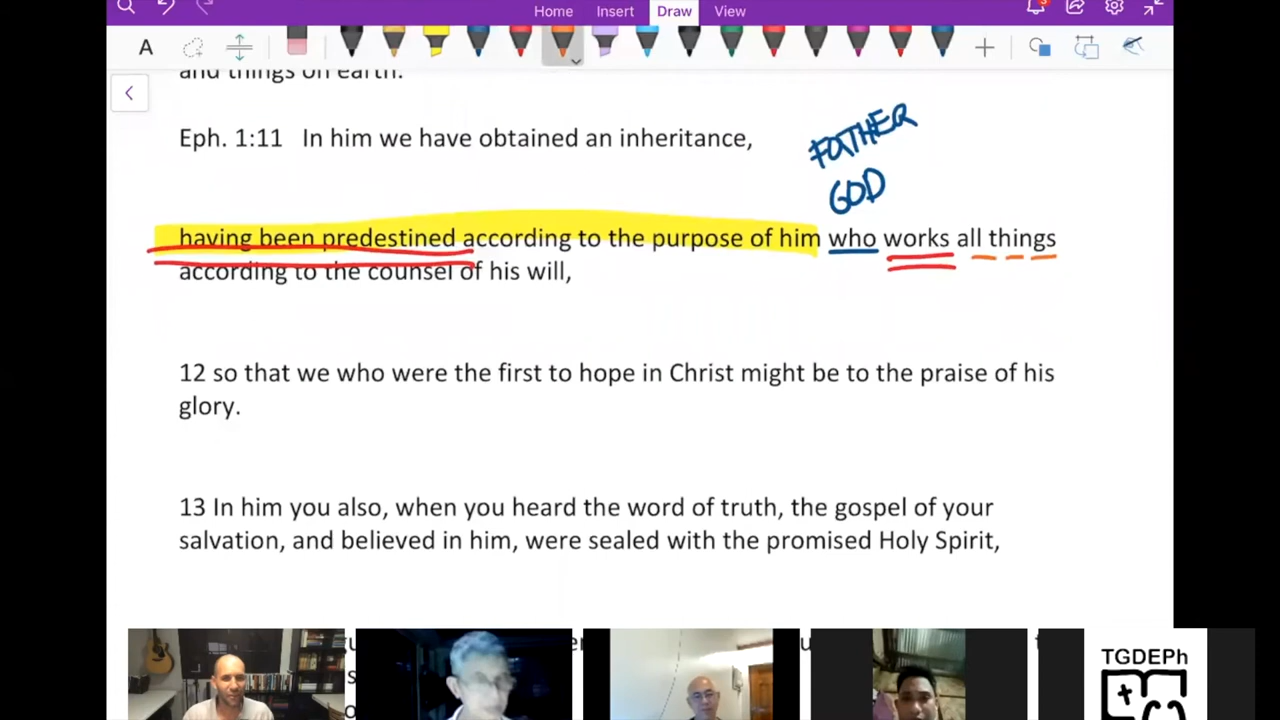 Home Insert Draw View
A
and things on earth.
Eph. 1:11 In him we have obtained an inheritance,
FATHER
GOD
having been predestined according to the purpose of him who works all things
according to the counsel of his will,
12 so that we who were the first to hope in Christ might be to the praise of his
glory.
13 In him you also, when you heard the word of truth, the gospel of your
salvation, and believed in him, were sealed with the promised Holy Spirit,
TGDEPh